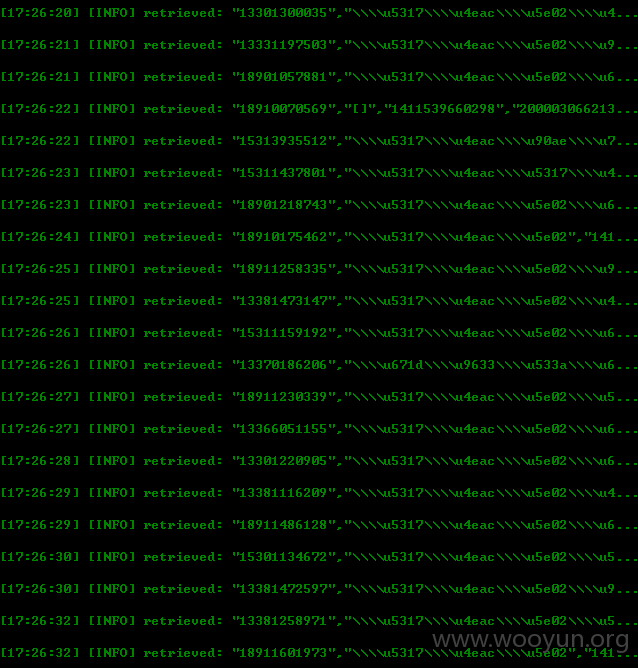 [17:26:20] [INFO] retrieved: "13301300035","\\\\u5317\\\\u4eac\\\\u5e02\\\\u4...
[17:26:21] [INFO] retrieved: "13331197503","\\\\u5317\\\\u4eac\\\\u5e02\\\\u9...
[17:26:21] [INFO] retrieved: "18901057881","\\\\u5317\\\\u4eac\\\\u5e02\\\\u6...
[17:26:22] [INFO] retrieved: "18910070569","[]","1411539660298","200003066213...
[17:26:22] [INFO] retrieved: "15313935512","\\\\u5317\\\\u4eac\\\\u90ae\\\\u7...
[17:26:23] [INFO] retrieved: "15311437801","\\\\u5317\\\\u4eac\\\\u5317\\\\u4...
[17:26:23] [INFO] retrieved: "18901218743","\\\\u5317\\\\u4eac\\\\u5e02\\\\u6...
[17:26:24] [INFO] retrieved: "18910175462","\\\\u5317\\\\u4eac\\\\u5e02","141...
[17:26:25] [INFO] retrieved: "18911258335","\\\\u5317\\\\u4eac\\\\u5e02\\\\u9...
[17:26:25] [INFO] retrieved: "13381473147","\\\\u5317\\\\u4eac\\\\u5e02\\\\u4...
[17:26:26] [INFO] retrieved: "15311159192","\\\\u5317\\\\u4eac\\\\u5e02\\\\u6...
[17:26:26] [INFO] retrieved: "13370186206","\\\\u671d\\\\u9633\\\\u533a\\\\u6...
[17:26:27] [INFO] retrieved: "18911230339","\\\\u5317\\\\u4eac\\\\u5e02\\\\u5...
[17:26:27] [INFO] retrieved: "13366051155","\\\\u5317\\\\u4eac\\\\u5e02\\\\u6...
[17:26:28] [INFO] retrieved: "13301220905","\\\\u5317\\\\u4eac\\\\u5e02\\\\u6...
[17:26:29] [INFO] retrieved: "13381116209","\\\\u5317\\\\u4eac\\\\u5e02\\\\u4...
[17:26:29] [INFO] retrieved: "18911486128","\\\\u5317\\\\u4eac\\\\u5e02\\\\u6...
[17:26:30] [INFO] retrieved: "15301134672","\\\\u5317\\\\u4eac\\\\u5e02\\\\u5...
[17:26:30] [INFO] retrieved: "13381472597","\\\\u5317\\\\u4eac\\\\u5e02\\\\u9...
[17:26:32] [INFO] retrieved: "13381258971","\\\\u5317\\\\u4eac\\\\u5e02\\\\u5...
www.wooyun.org
[17:26:32] [INFO] retrieved: "18911601973","\\\\u5317\\\\u4eac\\\\u5e02","141...